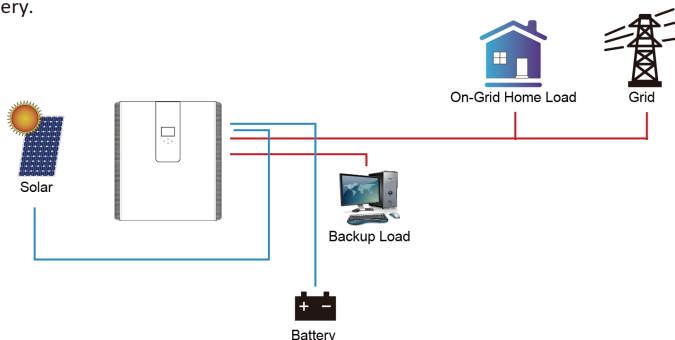 ery.
On-Grid Home Load
Grid
Solar
Backup Load
+ −
Battery